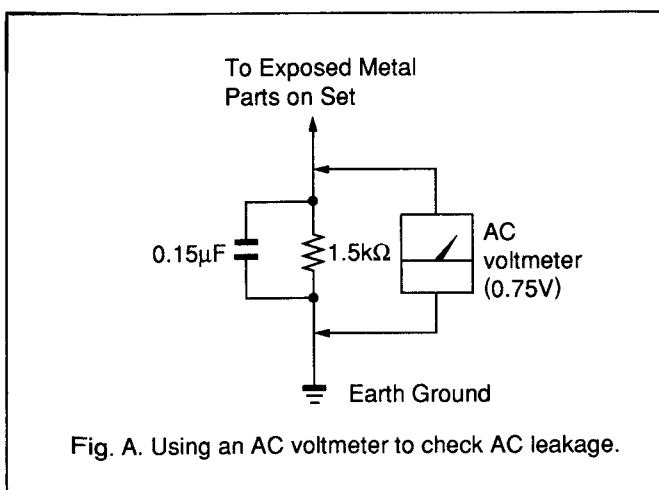 To Exposed Metal
Parts on Set
0.15µF
1.5kΩ
AC
voltmeter
(0.75V)
Earth Ground
Fig. A. Using an AC voltmeter to check AC leakage.